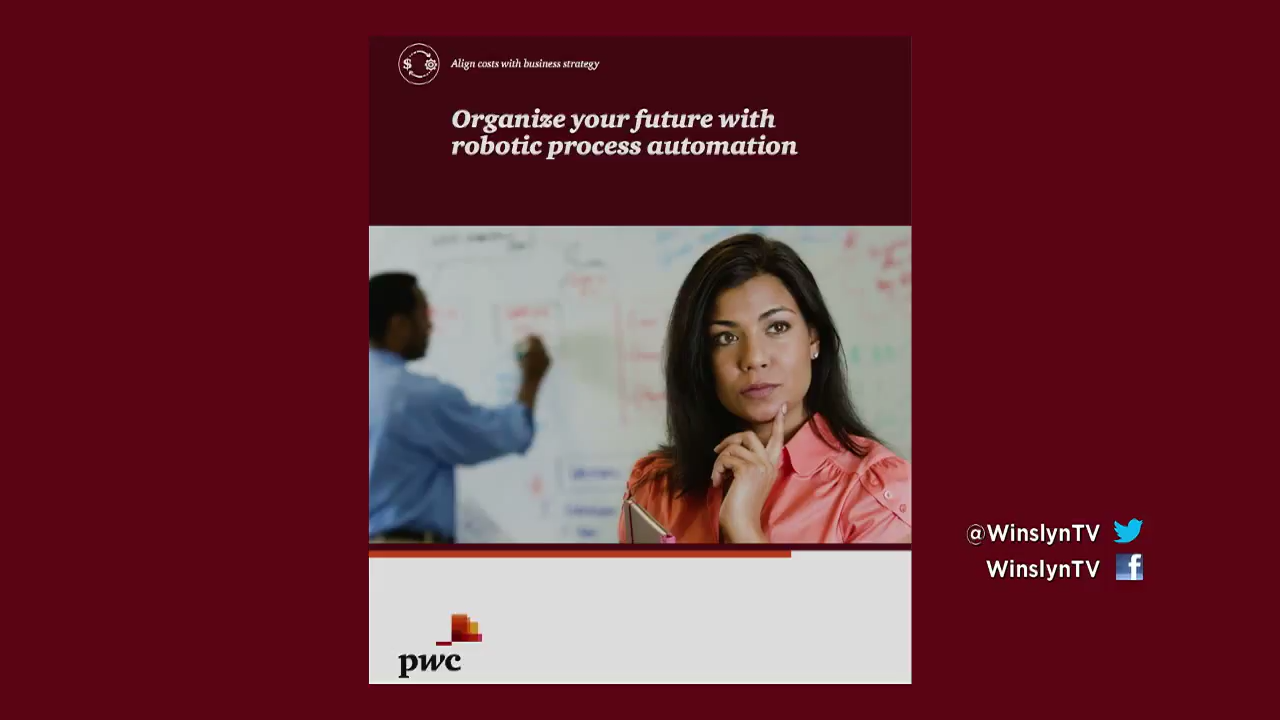 $
Align costs with business strategy
Organize your future with
robotic process automation
@WinslynTV
WinslynTV
f
pwc